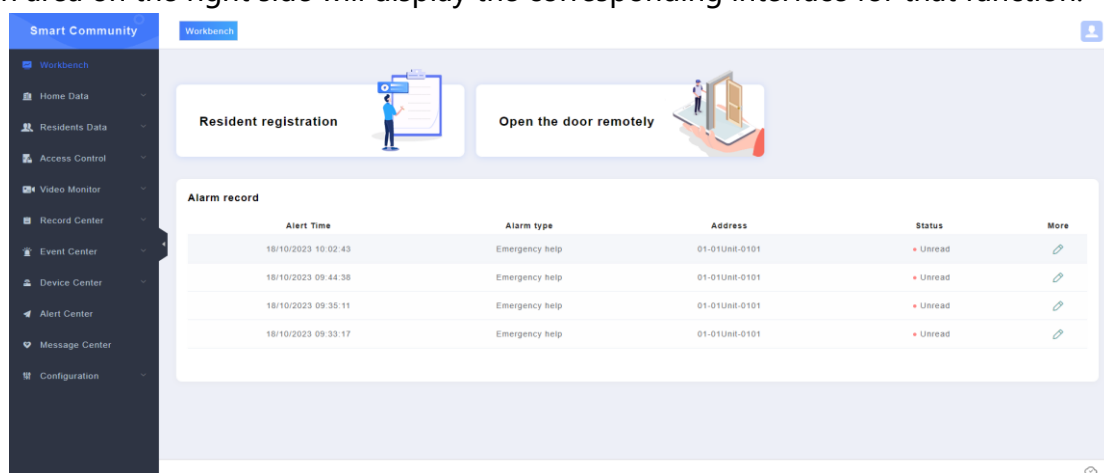 n area on the right side will display the corresponding interface for that function.
Smart Community
Workbench
Workbench
Home Data
Residents Data
Access Control
Video Monitor
Record Center
Event Center
Device Center
Alert Center
Message Center
Configuration
Resident registration
Open the door remotely
Alarm record
Alert Time Alarm type Address Status More
18/10/2023 10:02:43 Emergency help 01-01Unit-0101 Unread
18/10/2023 09:44:38 Emergency help 01-01Unit-0101 Unread
18/10/2023 09:35:11 Emergency help 01-01Unit-0101 Unread
18/10/2023 09:33:17 Emergency help 01-01Unit-0101 Unread